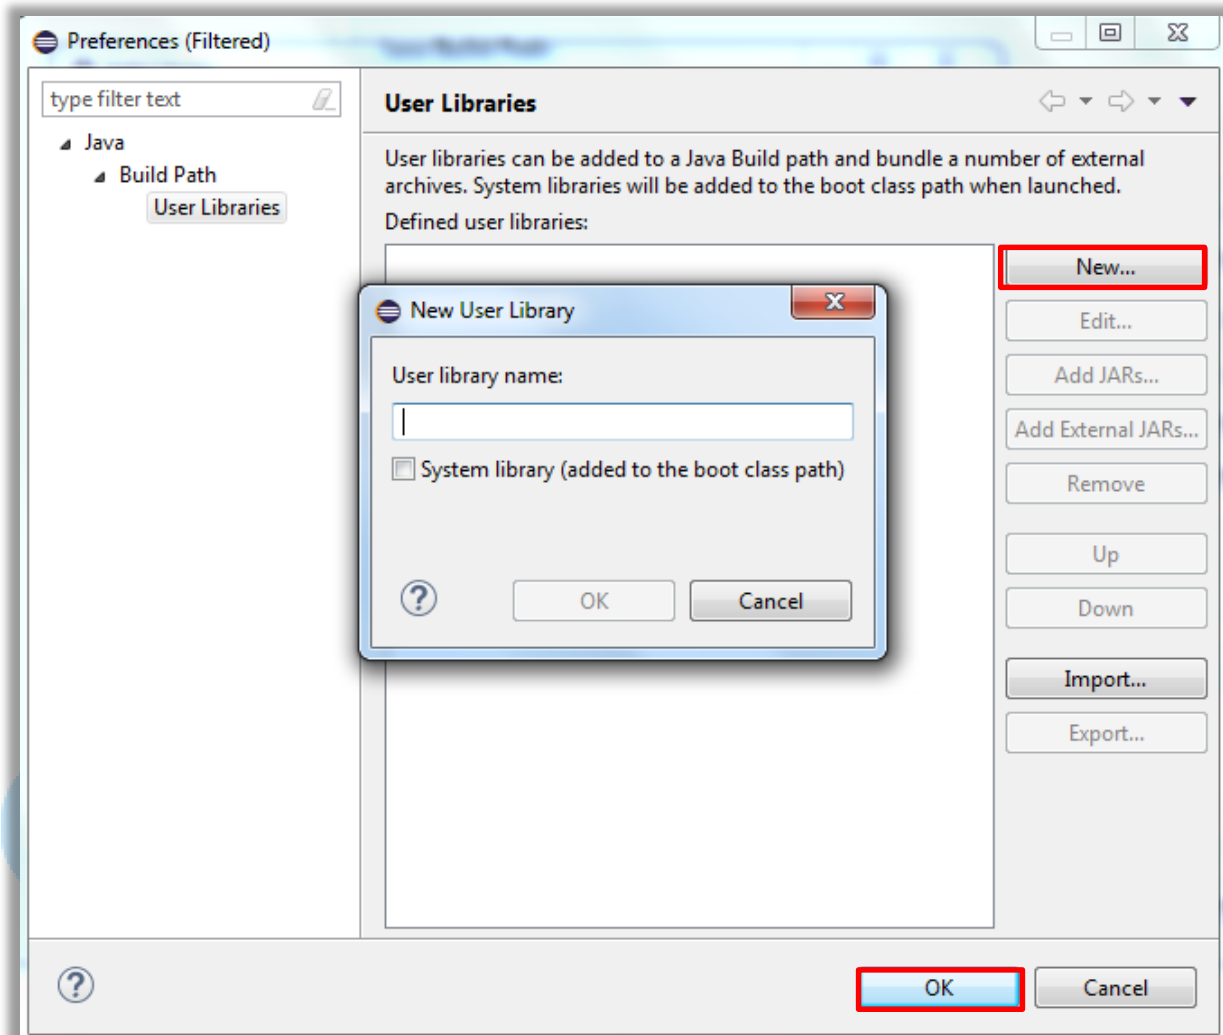 Preferences (Filtered)
type filter text
Java
Build Path
User Libraries
User Libraries
User libraries can be added to a Java Build path and bundle a number of external
archives. System libraries will be added to the boot class path when launched.
Defined user libraries:
New...
Edit...
Add JARs...
Add External JARs...
Remove
Up
Down
Import...
Export...
New User Library
User library name:
System library (added to the boot class path)
?
OK
Cancel
?
OK
Cancel